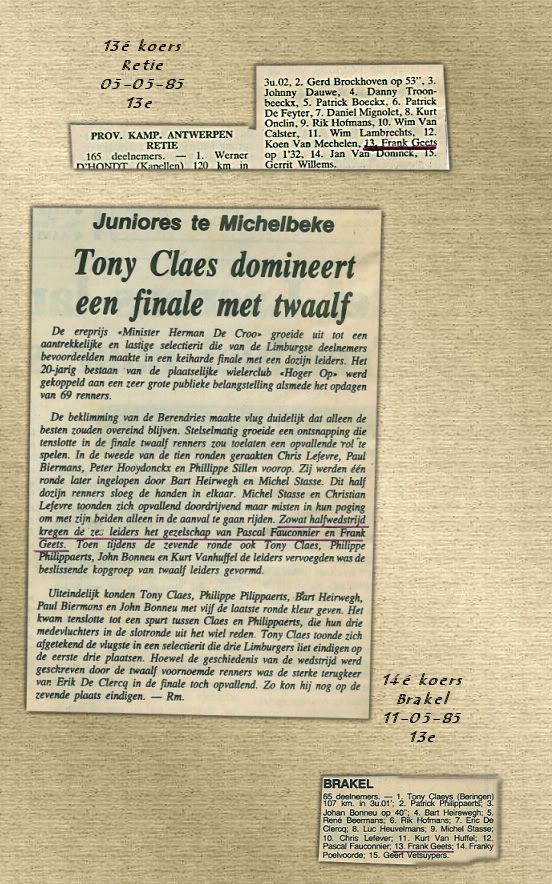 13é koers
Retie
05-05-85
13e
PROV. KAMP. ANTWERPEN
RETIE
165 deelnemers. — 1. Werner
D'HONDT (Kapellen) 120 km in
3u.02, 2. Gerd Brockhoven op 53", 3.
Johnny Dauwe, 4. Danny Troon-
beeckx, 5. Patrick Boeckx, 6. Patrick
De Feyter, 7. Daniel Mignolet, 8. Kurt
Onclin, 9. Rik Hofmans, 10. Wim Van
Calster, 11. Wim Lambrechts, 12.
Koen Van Mechelen, 13. Frank Geets
op 1'32, 14. Jan Van Doninck, 15.
Gerrit Willems.
Juniores te Michelbeke
Tony Claes domineert
een finale met twaalf
De ereprijs «Minister Herman De Croo» groeide uit tot een
aantrekkelijke en lastige selectierit die van de Limburgse deelnemers
bevoordeelden maakte in een keiharde finale met een dozijn leiders. Het
20-jarig bestaan van de plaatselijke wielerclub «Hoger Op» werd
gekoppeld aan een zeer grote publieke belangstelling alsmede het opdagen
van 69 renners.
De beklimming van de Berendries maakte vlug duidelijk dat alleen de
besten zouden overeind blijven. Stelselmatig groeide een ontsnapping die
tenslotte in de finale twaalf renners zou toelaten een opvallende rol te
spelen. In de tweede van de tien ronden geraakten Chris Lefevre, Paul
Biermans, Peter Hooydonckx en Phillippe Sillen voorop. Zij werden één
ronde later ingelopen door Bart Heirwegh en Michel Stasse. Dit half
dozijn renners sloeg de handen in elkaar. Michel Stasse en Christian
Lefevre toonden zich opvallend doordrijvend maar misten in hun poging
om met zijn beiden alleen in de aanval te gaan rijden. Zowat halfwedstrijd
kregen de zes leiders het gezelschap van Pascal Fauconnier en Frank
Geets. Toen tijdens de zevende ronde ook Tony Claes, Philippe
Philippaerts, John Bonneu en Kurt Vanhuffel de leiders vervoegden was de
beslissende kopgroep van twaalf leiders gevormd.
Uiteindelijk konden Tony Claes, Philippe Pilippaerts, Bart Heirwegh,
Paul Biermans en John Bonneu met vijf de laatste ronde kleur geven. Het
kwam tenslotte tot een spurt tussen Claes en Philippaerts, die hun drie
medevluchters in de slotronde uit het wiel reden. Tony Claes toonde zich
afgetekend de vlugste in een selectierit die drie Limburgers liet eindigen op
de eerste drie plaatsen. Hoewel de geschiedenis van de wedstrijd werd
geschreven door de twaalf voornoemde renners was de sterke terugkeer
van Erik De Clercq in de finale toch opvallend. Zo kon hij nog op de
zevende plaats eindigen. — Rm.
14é koers
Brakel
11-05-85
13e
BRAKEL
65 deelnemers. — 1. Tony Claeys (Beringen)
107 km. in 3u.01'; 2. Patrick Philippaerts; 3.
Johan Bonneu op 40"; 4. Bart Heirewegh; 5.
René Beermans; 6. Rik Hofmans; 7. Eric De
Clercq; 8. Luc Heuvelmans; 9. Michel Stasse;
10. Chris Lefever; 11. Kurt Van Huffel; 12.
Pascal Fauconnier; 13. Frank Geets; 14. Franky
Poelvoorde; 15. Geert Vetsuypers.